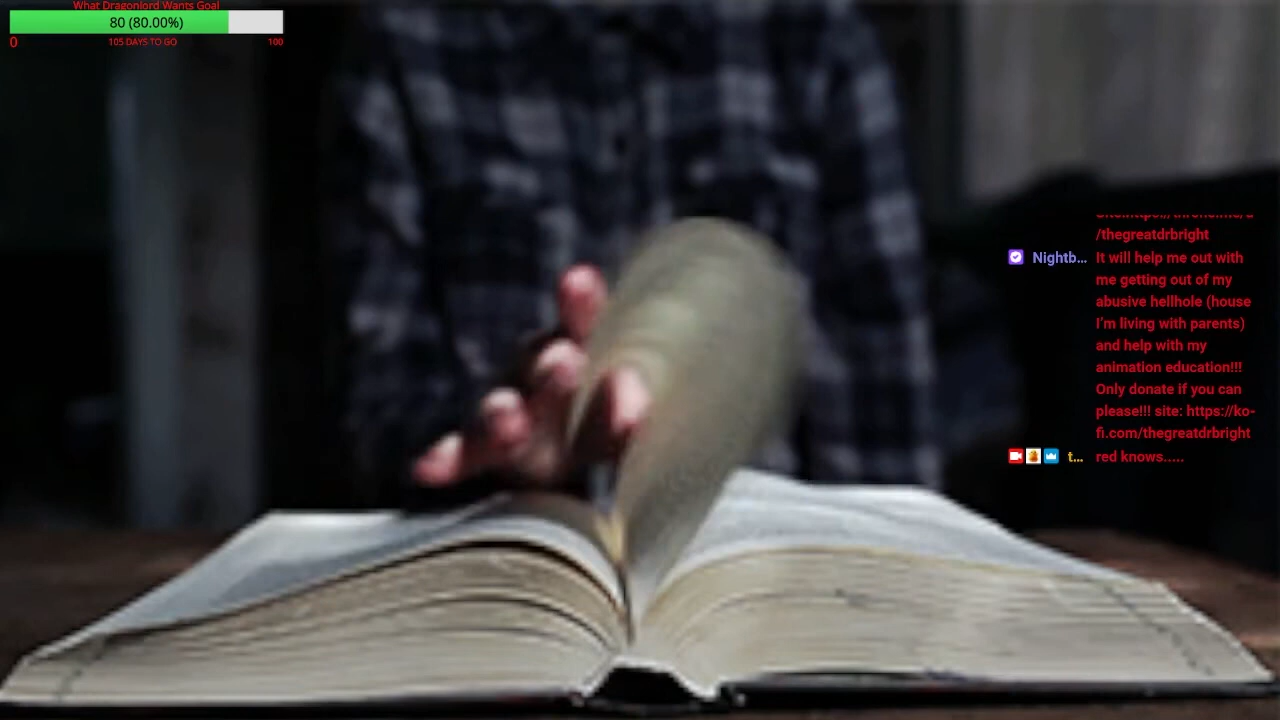 What Dragonlord Wants Goal
80 (80.00%)
0 105 DAYS TO GO 100
/thegreatdrbright
Nightb... It will help me out with
me getting out of my
abusive hellhole (house
I'm living with parents)
and help with my
animation education!!!
Only donate if you can
please!!! site: https://ko-
fi.com/thegreatdrbright
t... red knows.....